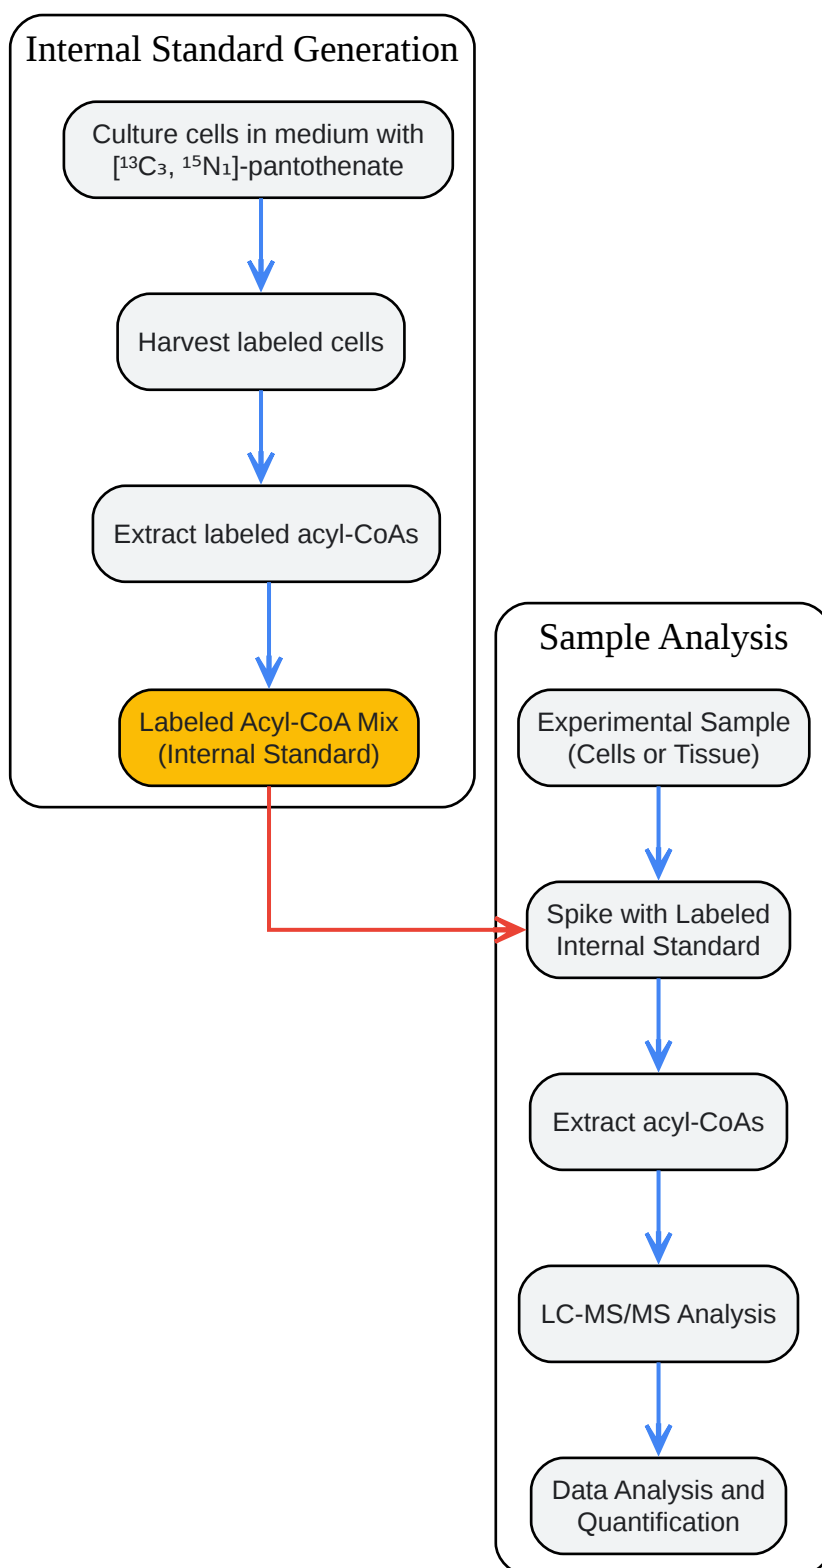 Internal Standard Generation
Culture cells in medium with
[¹³C₃, ¹⁵N₁]-pantothenate
Harvest labeled cells
Extract labeled acyl-CoAs
Labeled Acyl-CoA Mix
(Internal Standard)
Sample Analysis
Experimental Sample
(Cells or Tissue)
Spike with Labeled
Internal Standard
Extract acyl-CoAs
LC-MS/MS Analysis
Data Analysis and
Quantification